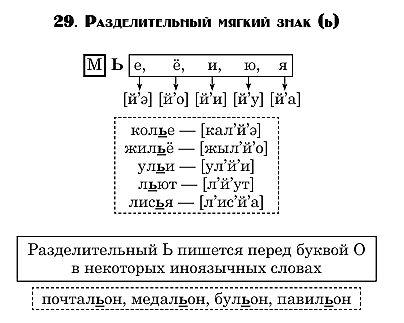 29. Разделительный мягкий знак (ь)
М Ь е, ё, и, ю, я
[й'э] [й'о] [й'и] [й'у] [й'а]
колье — [кал'й'э]
жильё — [жыл'й'о]
ульи — [ул'й'и]
льют — [л'й'ут]
лисья — [л'ис'й'а]
Разделительный Ь пишется перед буквой О
в некоторых иноязычных словах
почтальон, медальон, бульон, павильон